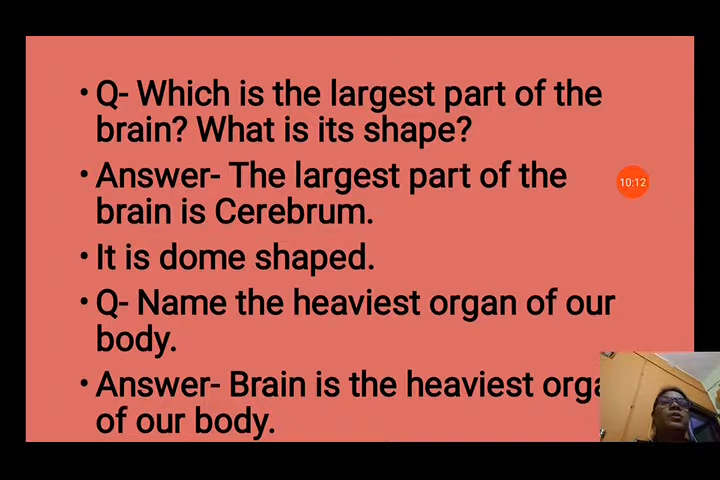 • Q- Which is the largest part of the
brain? What is its shape?
• Answer- The largest part of the
brain is Cerebrum.
• It is dome shaped.
• Q- Name the heaviest organ of our
body.
• Answer- Brain is the heaviest orga
of our body.
10:12